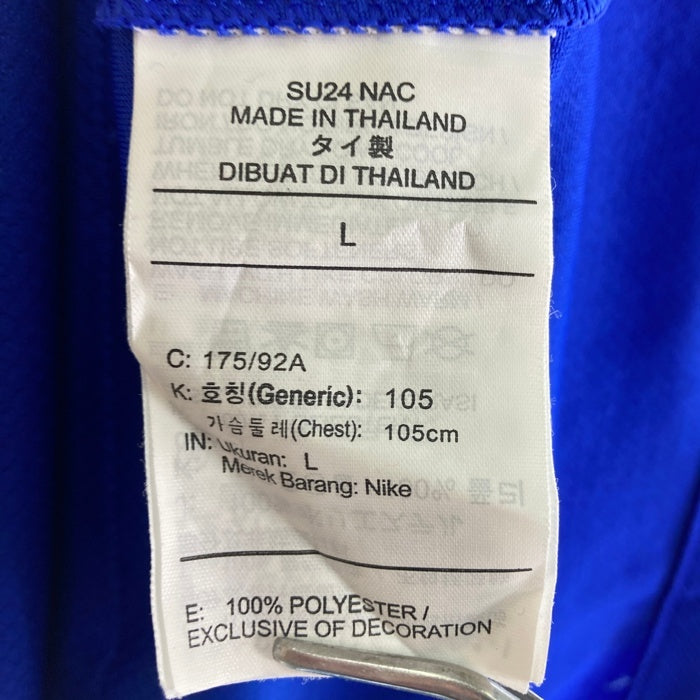 SU24 NAC
MADE IN THAILAND
タイ製
DIBUAT DI THAILAND
L
C: 175/92A
K: 호칭(Generic): 105
가슴둘레(Chest): 105cm
IN: Ukuran: L
Merek Barang: Nike
E: 100% POLYESTER /
EXCLUSIVE OF DECORATION